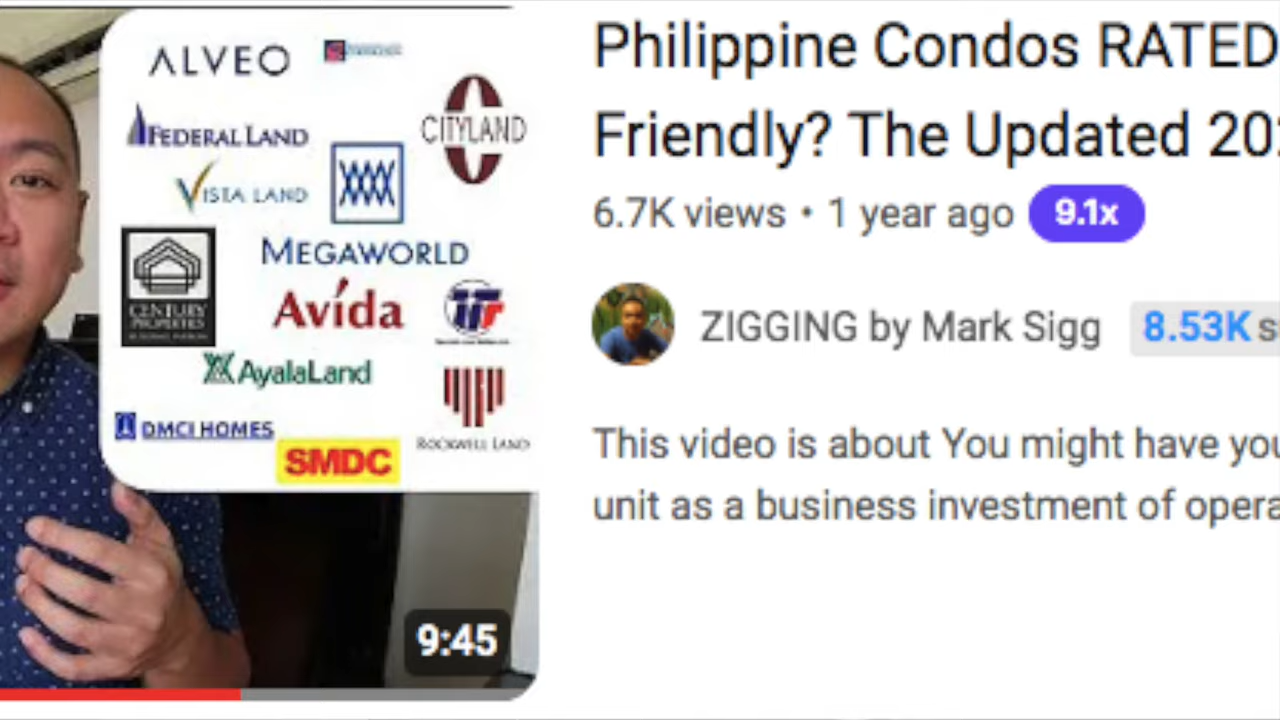 ALVEO
FEDERAL LAND
CITYLAND
VISTA LAND
MEGAWORLD
CENTURY
PROPERTIES
Avida
AyalaLand
DMCI HOMES
ROCKWELL LAND
SMDC
9:45
Philippine Condos RATED
Friendly? The Updated 20
6.7K views • 1 year ago 9.1x
ZIGGING by Mark Sigg 8.53K s
This video is about You might have you
unit as a business investment of opera